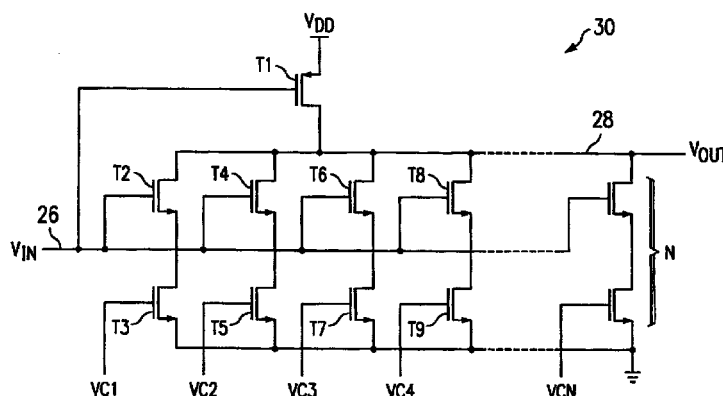 VDD
30
T1
28
VOUT
T2
T4
T6
T8
26
VIN
N
T3
T5
T7
T9
VC1
VC2
VC3
VC4
VCN